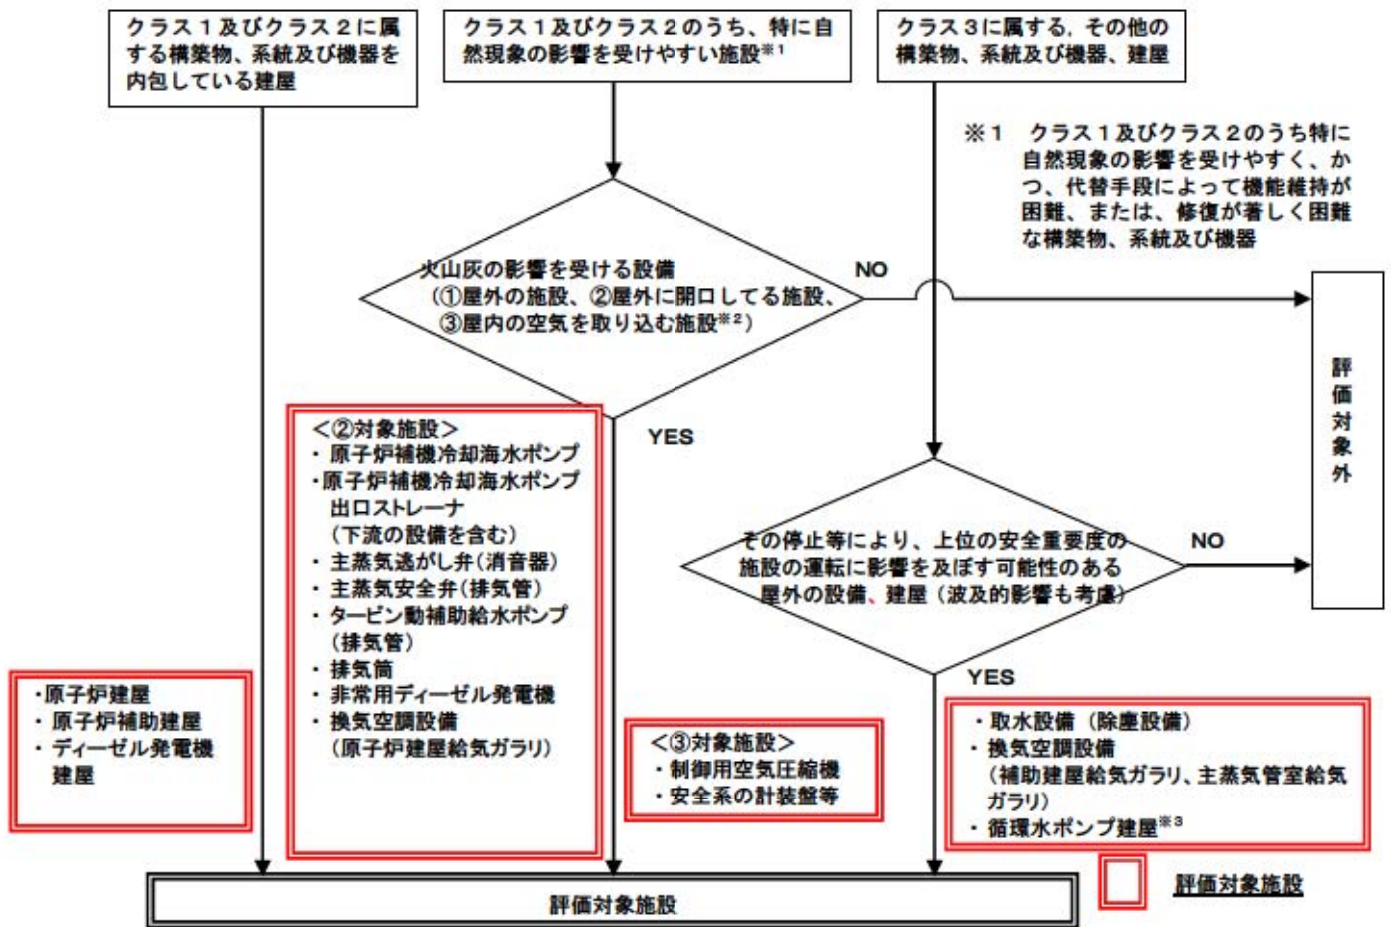 クラス１及びクラス２に属
する構築物、系統及び機器を
内包している建屋
クラス１及びクラス２のうち、特に自
然現象の影響を受けやすい施設※１
クラス３に属する，その他の
構築物、系統及び機器、建屋
※１　クラス１及びクラス２のうち特に
自然現象の影響を受けやすく、か
つ、代替手段によって機能維持が
困難、または、修復が著しく困難
な構築物、系統及び機器
火山灰の影響を受ける設備
（①屋外の施設、②屋外に開口してる施設、
③屋内の空気を取り込む施設※２）
NO
YES
評価対象外
＜②対象施設＞
・原子炉補機冷却海水ポンプ
・原子炉補機冷却海水ポンプ
出口ストレーナ
（下流の設備を含む）
・主蒸気逃がし弁（消音器）
・主蒸気安全弁（排気管）
・タービン動補助給水ポンプ
（排気管）
・排気筒
・非常用ディーゼル発電機
・換気空調設備
（原子炉建屋給気ガラリ）
その停止等により、上位の安全重要度の
施設の運転に影響を及ぼす可能性のある
屋外の設備、建屋（波及的影響も考慮）
NO
YES
・原子炉建屋
・原子炉補助建屋
・ディーゼル発電機
建屋
＜③対象施設＞
・制御用空気圧縮機
・安全系の計装盤等
・取水設備（除塵設備）
・換気空調設備
（補助建屋給気ガラリ、主蒸気管室給気
ガラリ）
・循環水ポンプ建屋※３
評価対象施設
評価対象施設